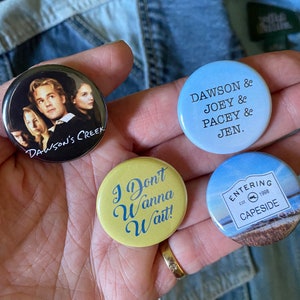 DAWSON'S CREEK
DAWSON &
JOEY &
PACEY &
JEN.
I Don't
Wanna
Wait!
ENTERING
CAPESIDE